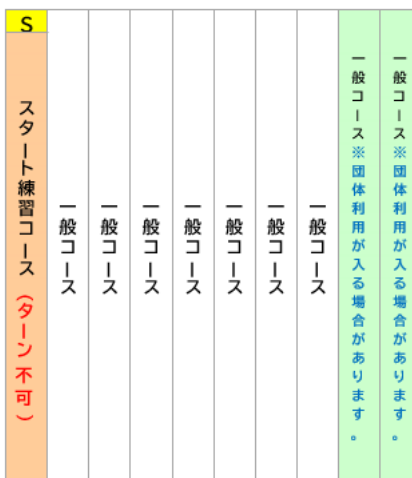 S
スタート練習コース（ターン不可）
一般コース
一般コース
一般コース
一般コース
一般コース
一般コース
一般コース
一般コース※団体利用が入る場合があります。
一般コース※団体利用が入る場合があります。